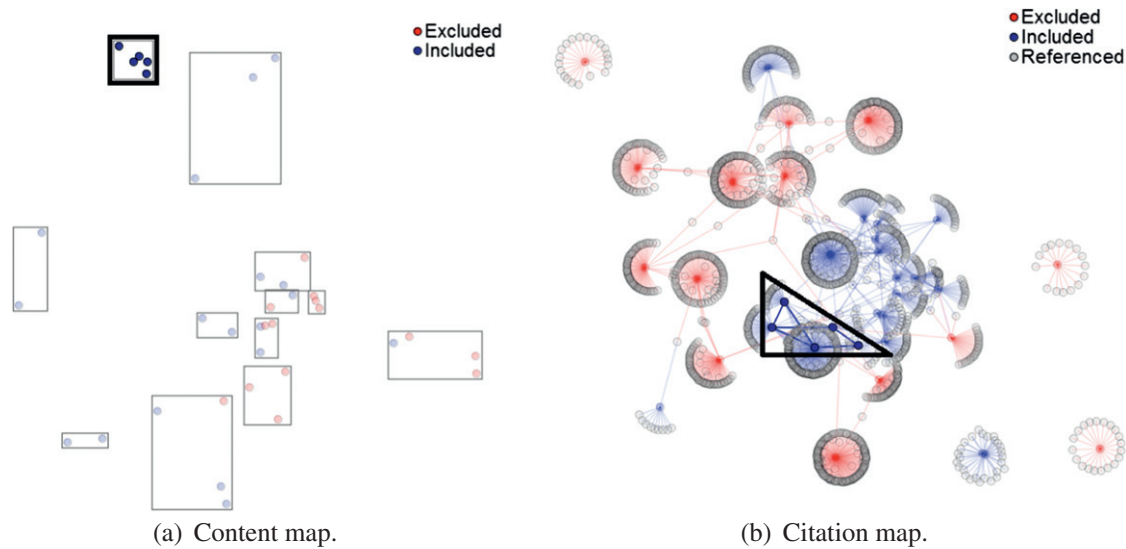 Excluded
Included
Excluded
Included
Referenced
(a) Content map.
(b) Citation map.